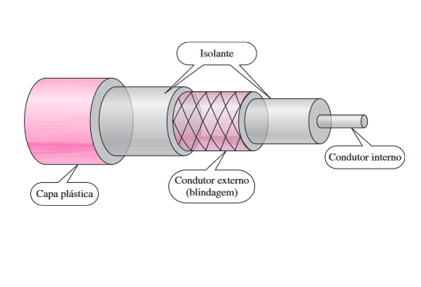 Isolante
Condutor interno
Condutor externo
(blindagem)
Capa plástica